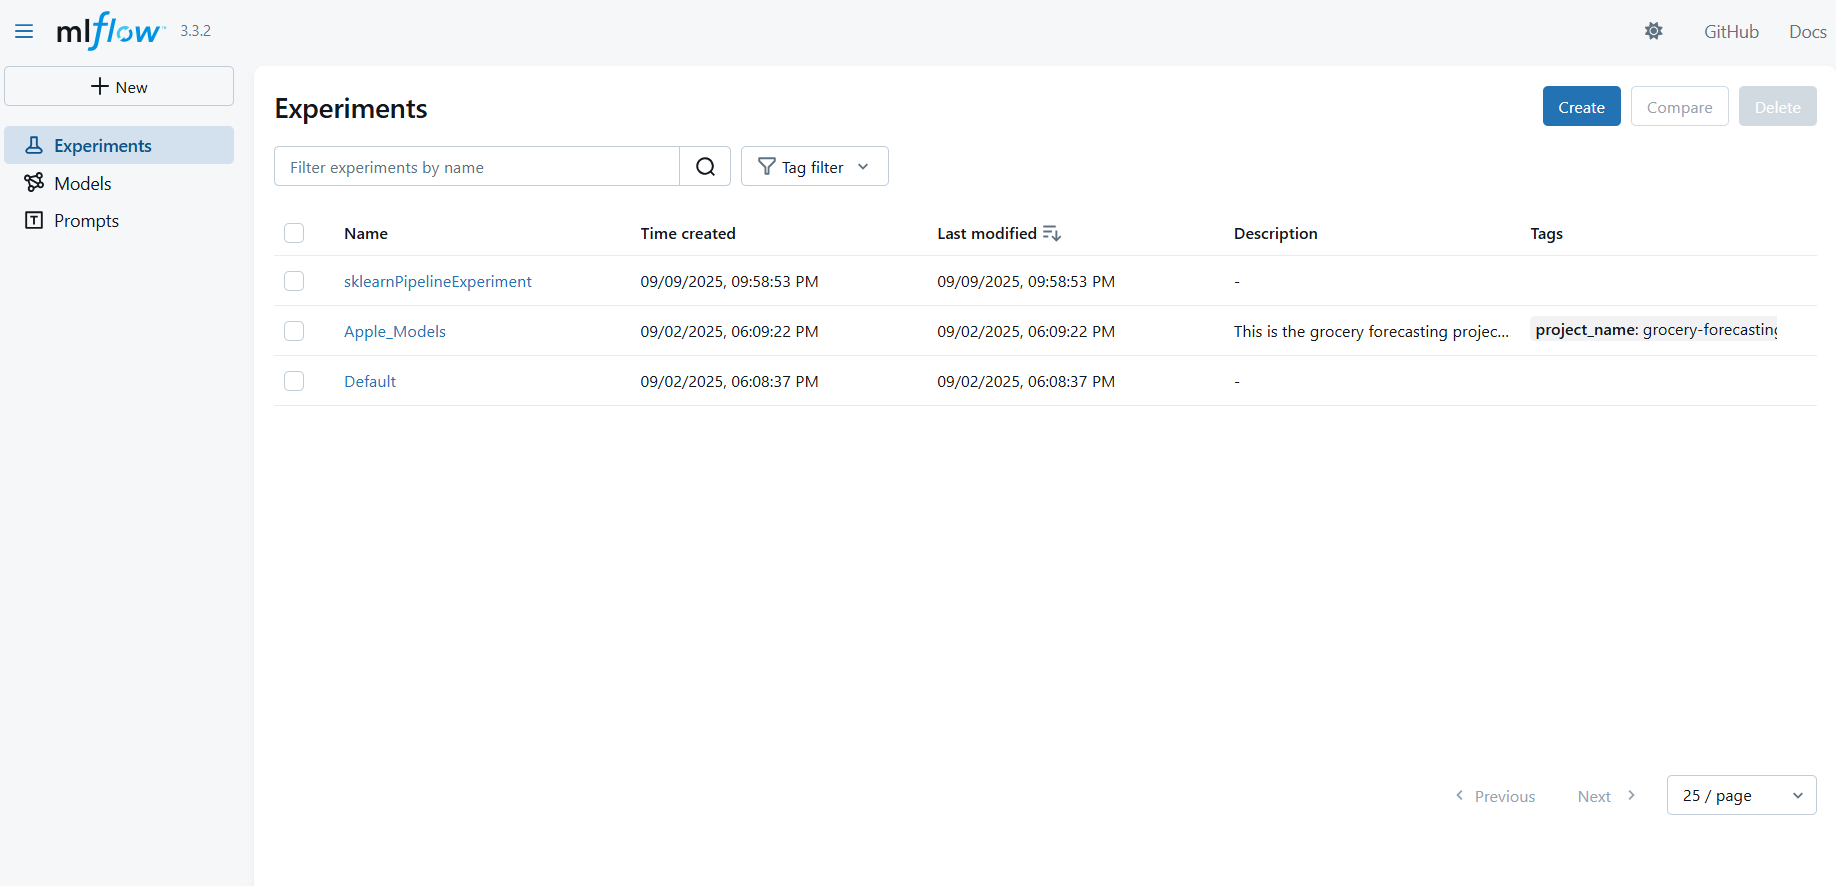 mlflow™ 3.3.2 GitHub Docs
New
Experiments
Models
Prompts
Experiments
Create Compare Delete
Filter experiments by name Tag filter
Name Time created Last modified Description Tags
sklearnPipelineExperiment 09/09/2025, 09:58:53 PM 09/09/2025, 09:58:53 PM -
Apple_Models 09/02/2025, 06:09:22 PM 09/02/2025, 06:09:22 PM This is the grocery forecasting projec... project_name: grocery-forecasting
Default 09/02/2025, 06:08:37 PM 09/02/2025, 06:08:37 PM -
Previous Next 25 / page